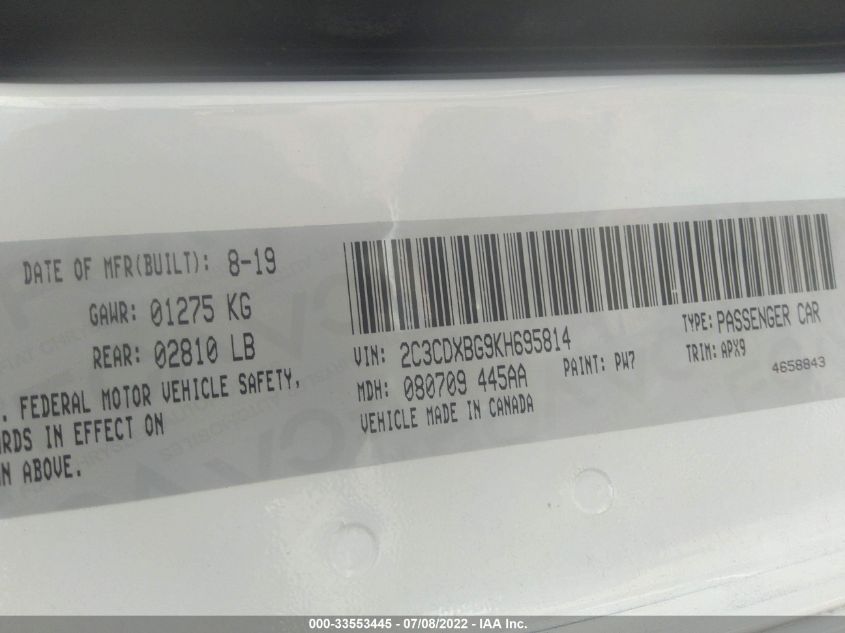 DATE OF MFR(BUILT): 8-19
GAWR: 01275 KG
REAR: 02810 LB
. FEDERAL MOTOR VEHICLE SAFETY,
ARDS IN EFFECT ON
N ABOVE.
VIN: 2C3CDXBG9KH695814
TYPE: PASSENGER CAR
MDH: 080709 445AA
PAINT: PW7
TRIM: APX9
VEHICLE MADE IN CANADA
4658843
000-33553445 - 07/08/2022 - IAA Inc.